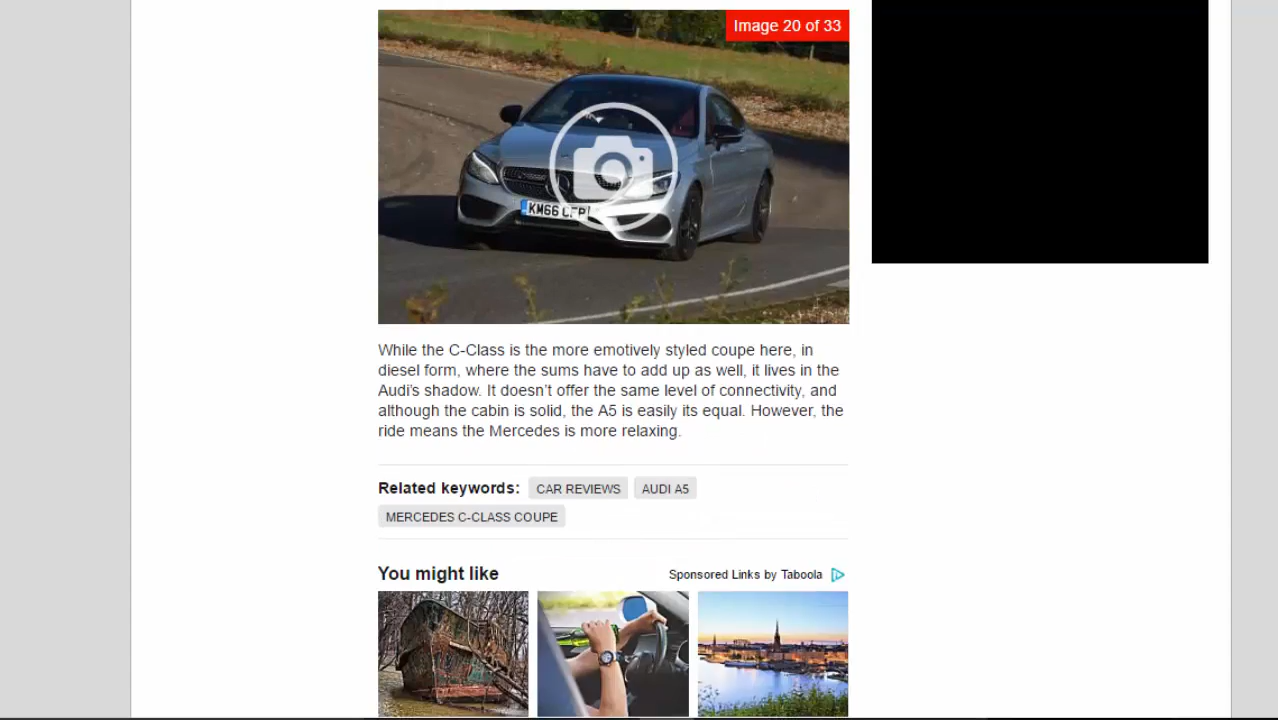 Image 20 of 33
KM66
While the C-Class is the more emotively styled coupe here, in
diesel form, where the sums have to add up as well, it lives in the
Audi's shadow. It doesn't offer the same level of connectivity, and
although the cabin is solid, the A5 is easily its equal. However, the
ride means the Mercedes is more relaxing.
Related keywords: CAR REVIEWS AUDI A5
MERCEDES C-CLASS COUPE
You might like Sponsored Links by Taboola